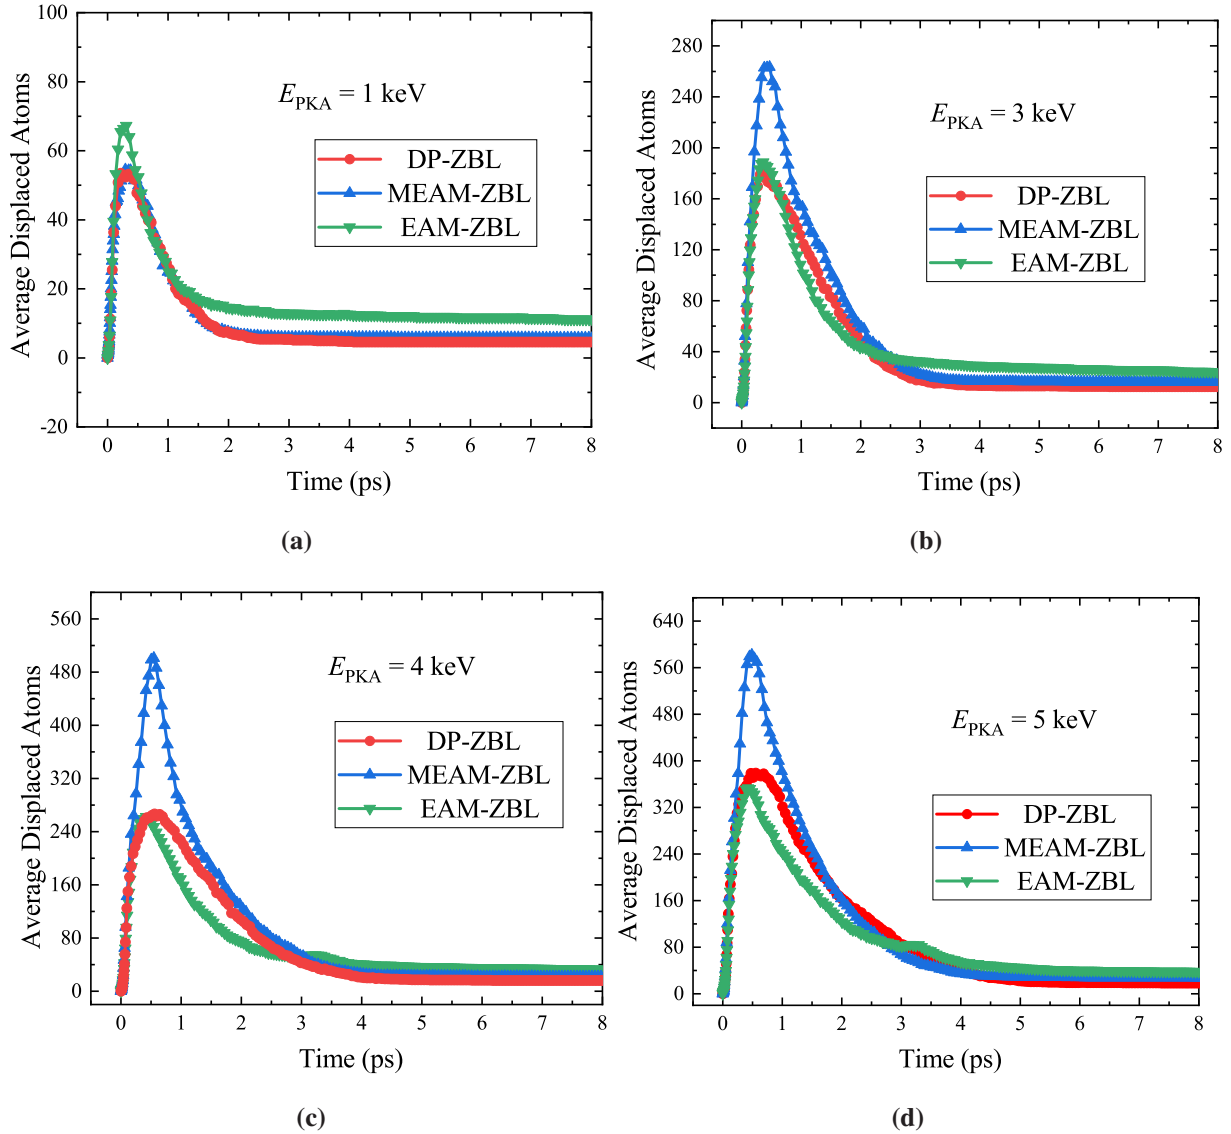 100
80
60
40
20
0
-20
Average Displaced Atoms
E_PKA = 1 keV
DP-ZBL
MEAM-ZBL
EAM-ZBL
0 1 2 3 4 5 6 7 8
Time (ps)
(a)
280
240
200
160
120
80
40
0
Average Displaced Atoms
E_PKA = 3 keV
DP-ZBL
MEAM-ZBL
EAM-ZBL
0 1 2 3 4 5 6 7 8
Time (ps)
(b)
560
480
400
320
240
160
80
0
Average Displaced Atoms
E_PKA = 4 keV
DP-ZBL
MEAM-ZBL
EAM-ZBL
0 1 2 3 4 5 6 7 8
Time (ps)
(c)
640
560
480
400
320
240
160
80
0
Average Displaced Atoms
E_PKA = 5 keV
DP-ZBL
MEAM-ZBL
EAM-ZBL
0 1 2 3 4 5 6 7 8
Time (ps)
(d)